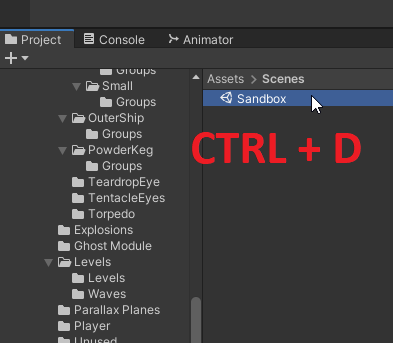 Project
Console
Animator
Groups
Small
Groups
OuterShip
Groups
PowderKeg
Groups
TeardropEye
TentacleEyes
Torpedo
Explosions
Ghost Module
Levels
Levels
Waves
Parallax Planes
Player
Unused
Assets > Scenes
Sandbox
CTRL + D